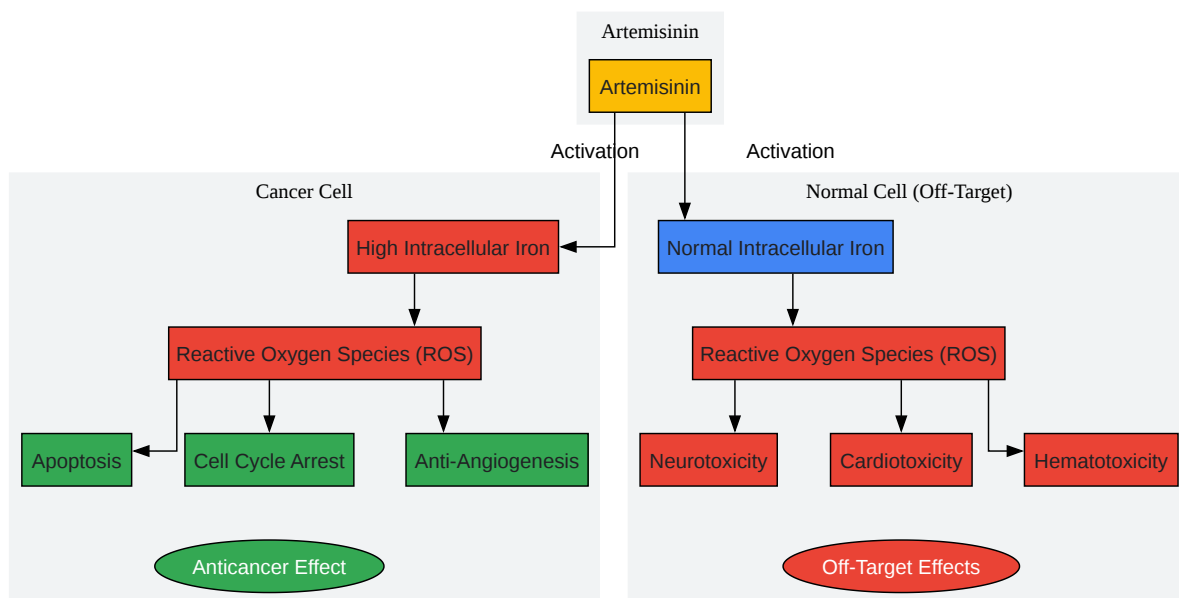 Artemisinin
Artemisinin
Activation
Activation
Cancer Cell
High Intracellular Iron
Reactive Oxygen Species (ROS)
Apoptosis
Cell Cycle Arrest
Anti-Angiogenesis
Anticancer Effect
Normal Cell (Off-Target)
Normal Intracellular Iron
Reactive Oxygen Species (ROS)
Neurotoxicity
Cardiotoxicity
Hematotoxicity
Off-Target Effects